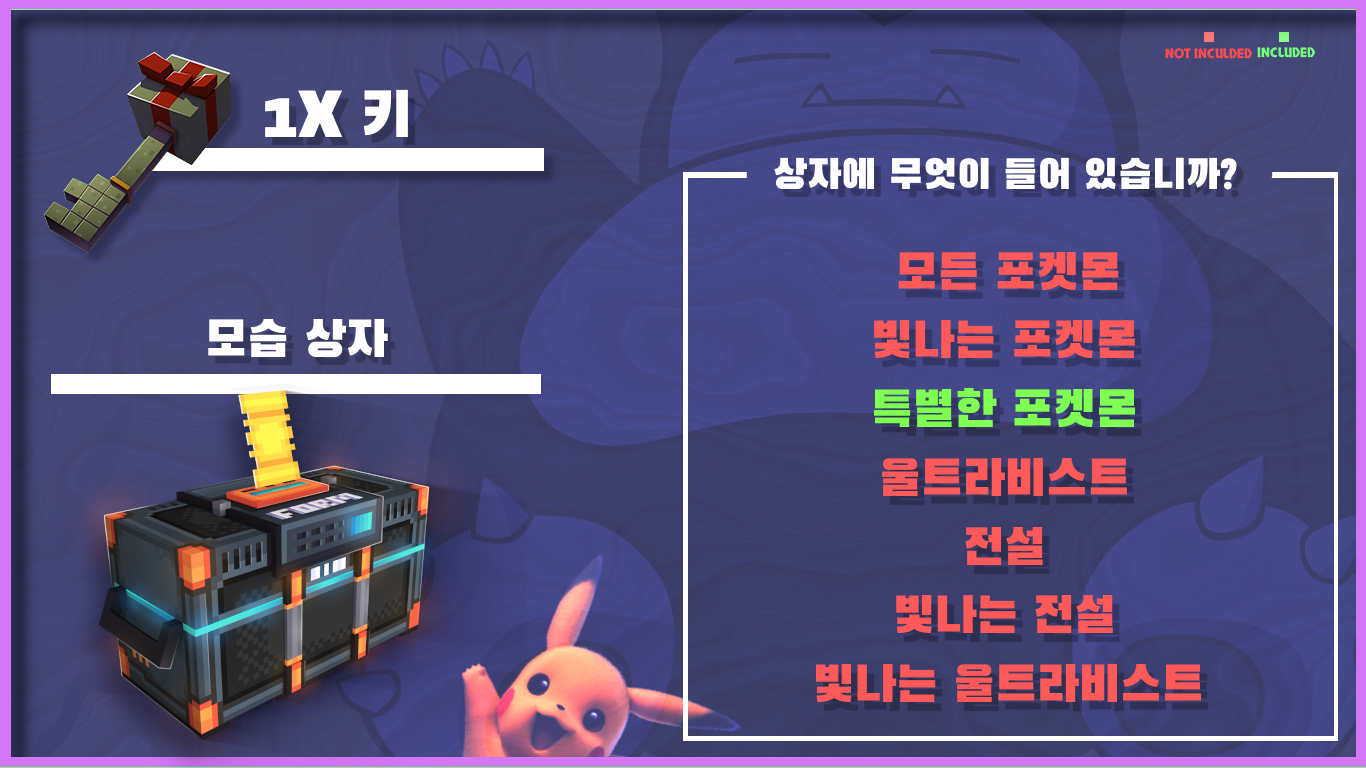 NOT INCULDED INCLUDED
1X 키
상자에 무엇이 들어 있습니까?
모든 포켓몬
빛나는 포켓몬
특별한 포켓몬
울트라비스트
전설
빛나는 전설
빛나는 울트라비스트
모습 상자
FORM